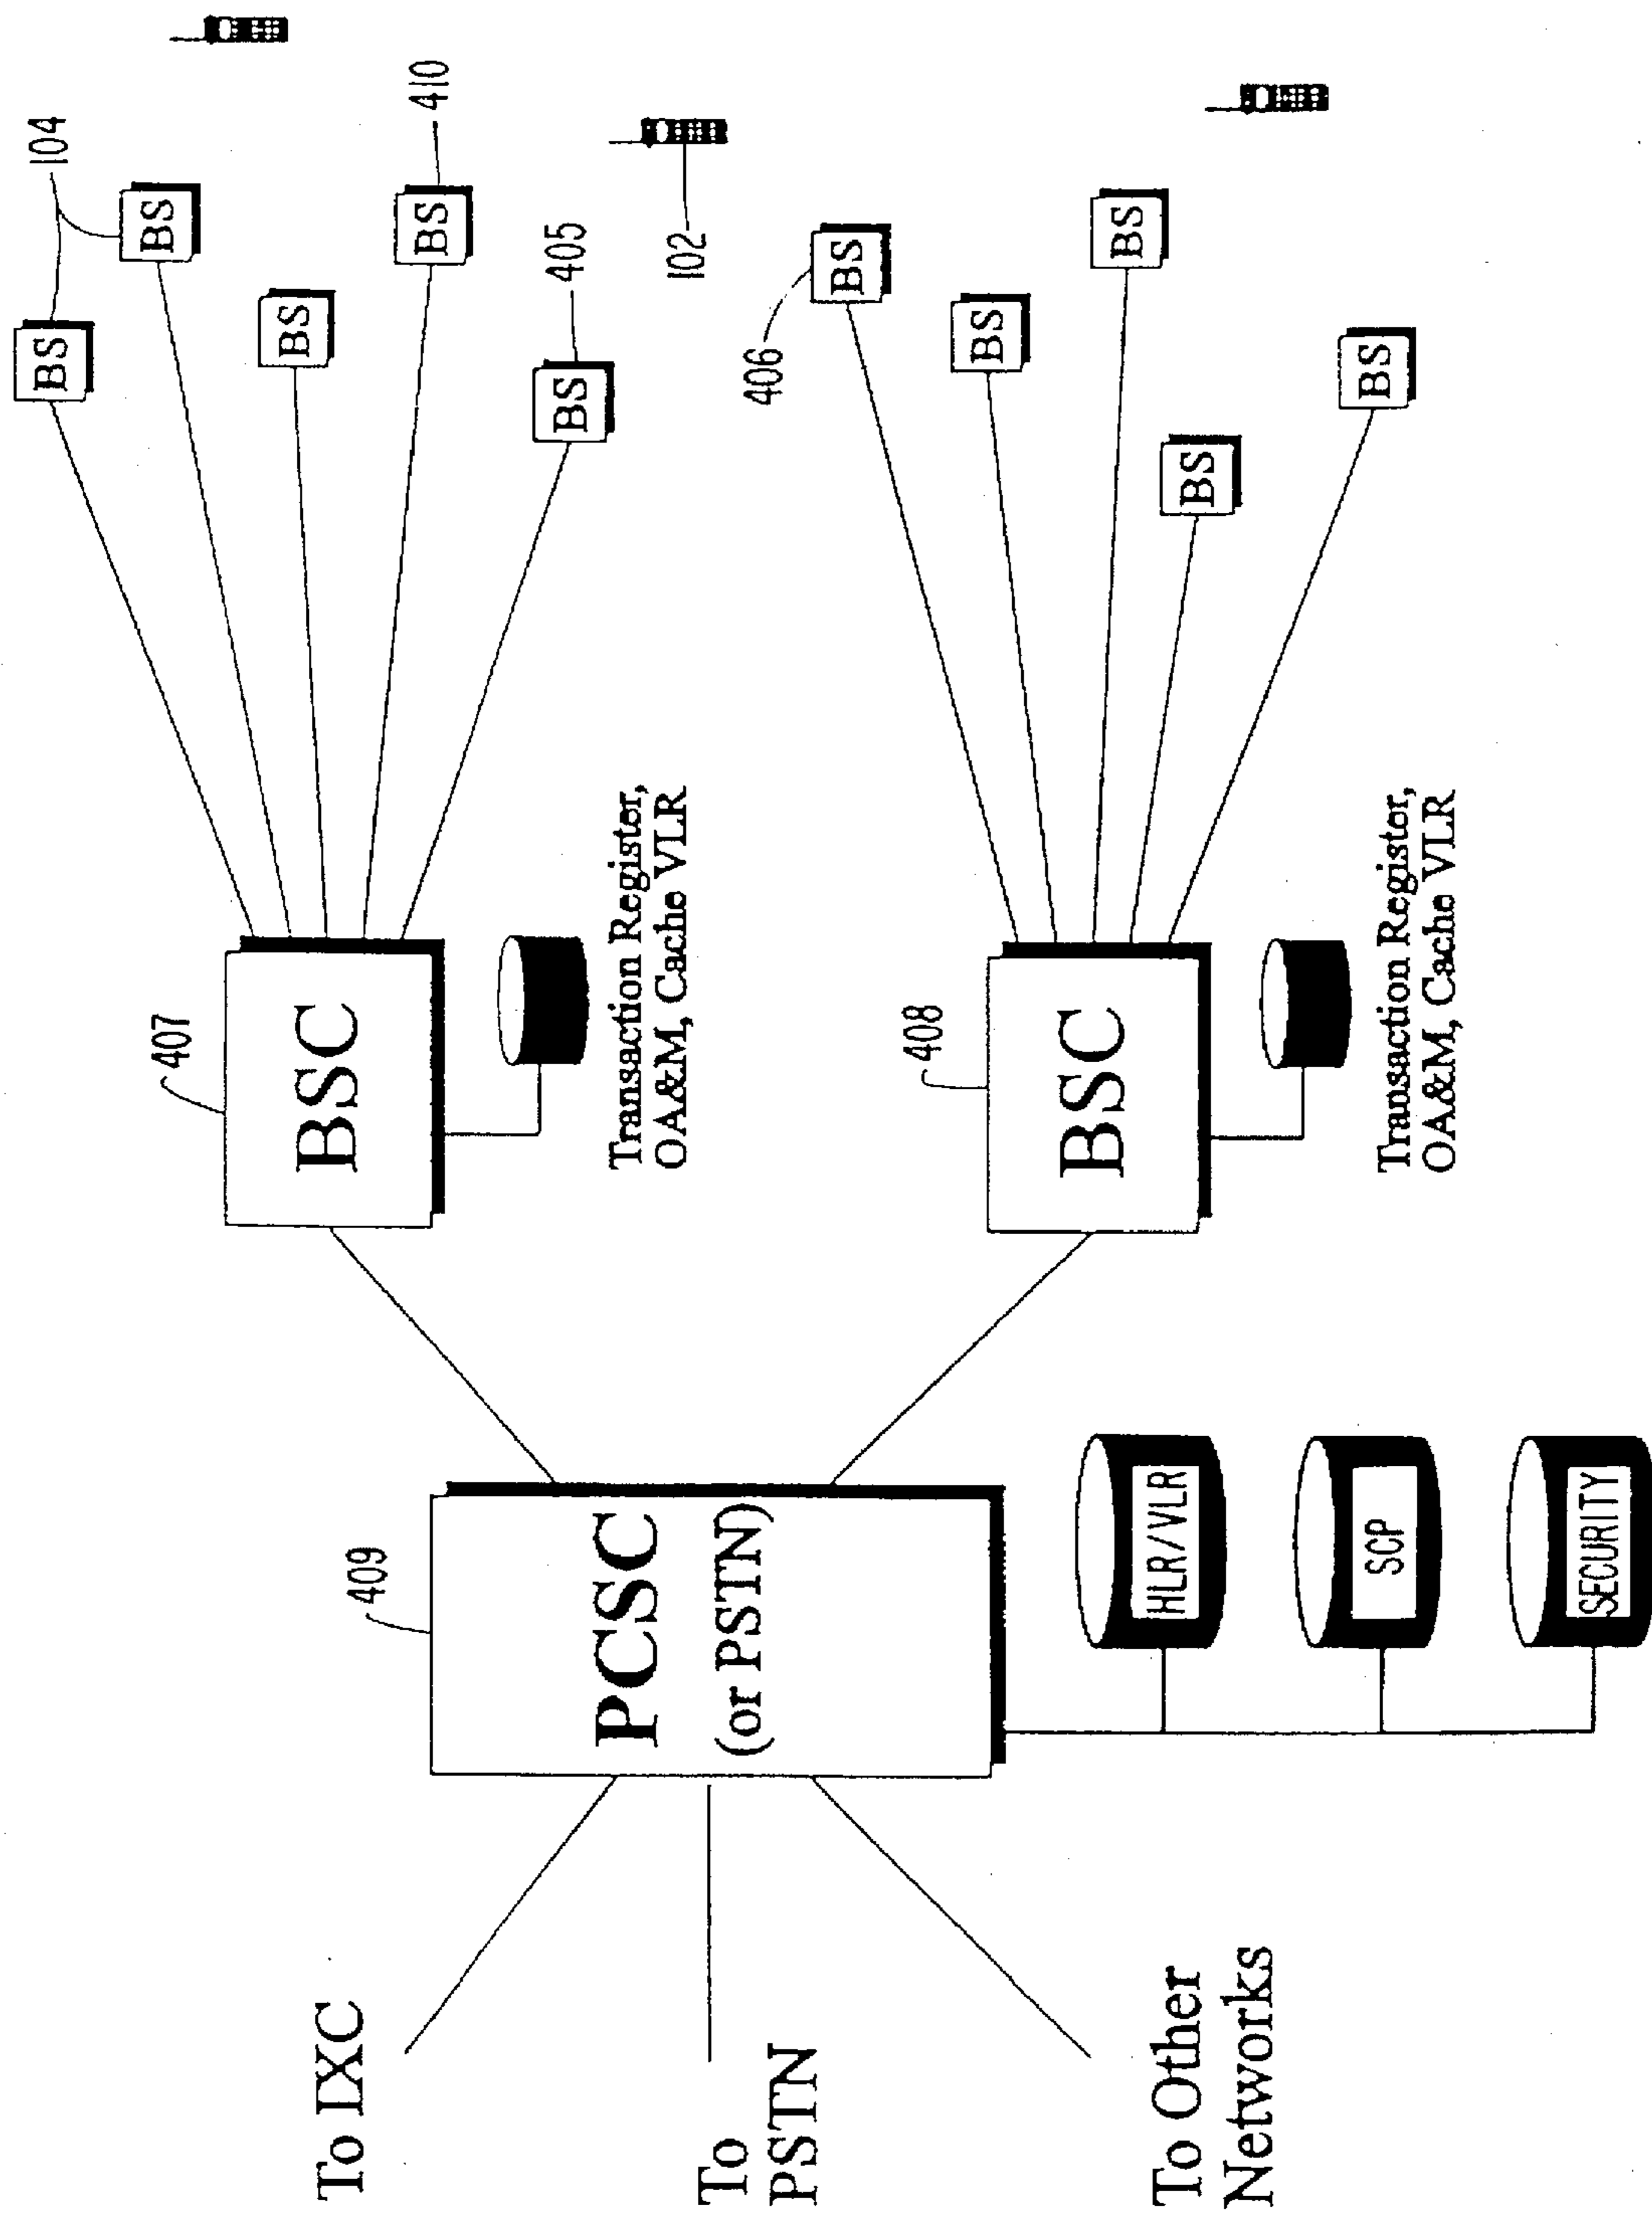 104
BS
BS
BS
410
BS
405
BS
102
407
BSC
Transaction Register,
OA&M, Cache VLR
406
BS
BS
BS
BS
BS
408
BSC
Transaction Register,
OA&M, Cache VLR
409
PCSC
(or PSTN)
HLR/VLR
SCP
SECURITY
To IXC
To
PSTN
To Other
Networks